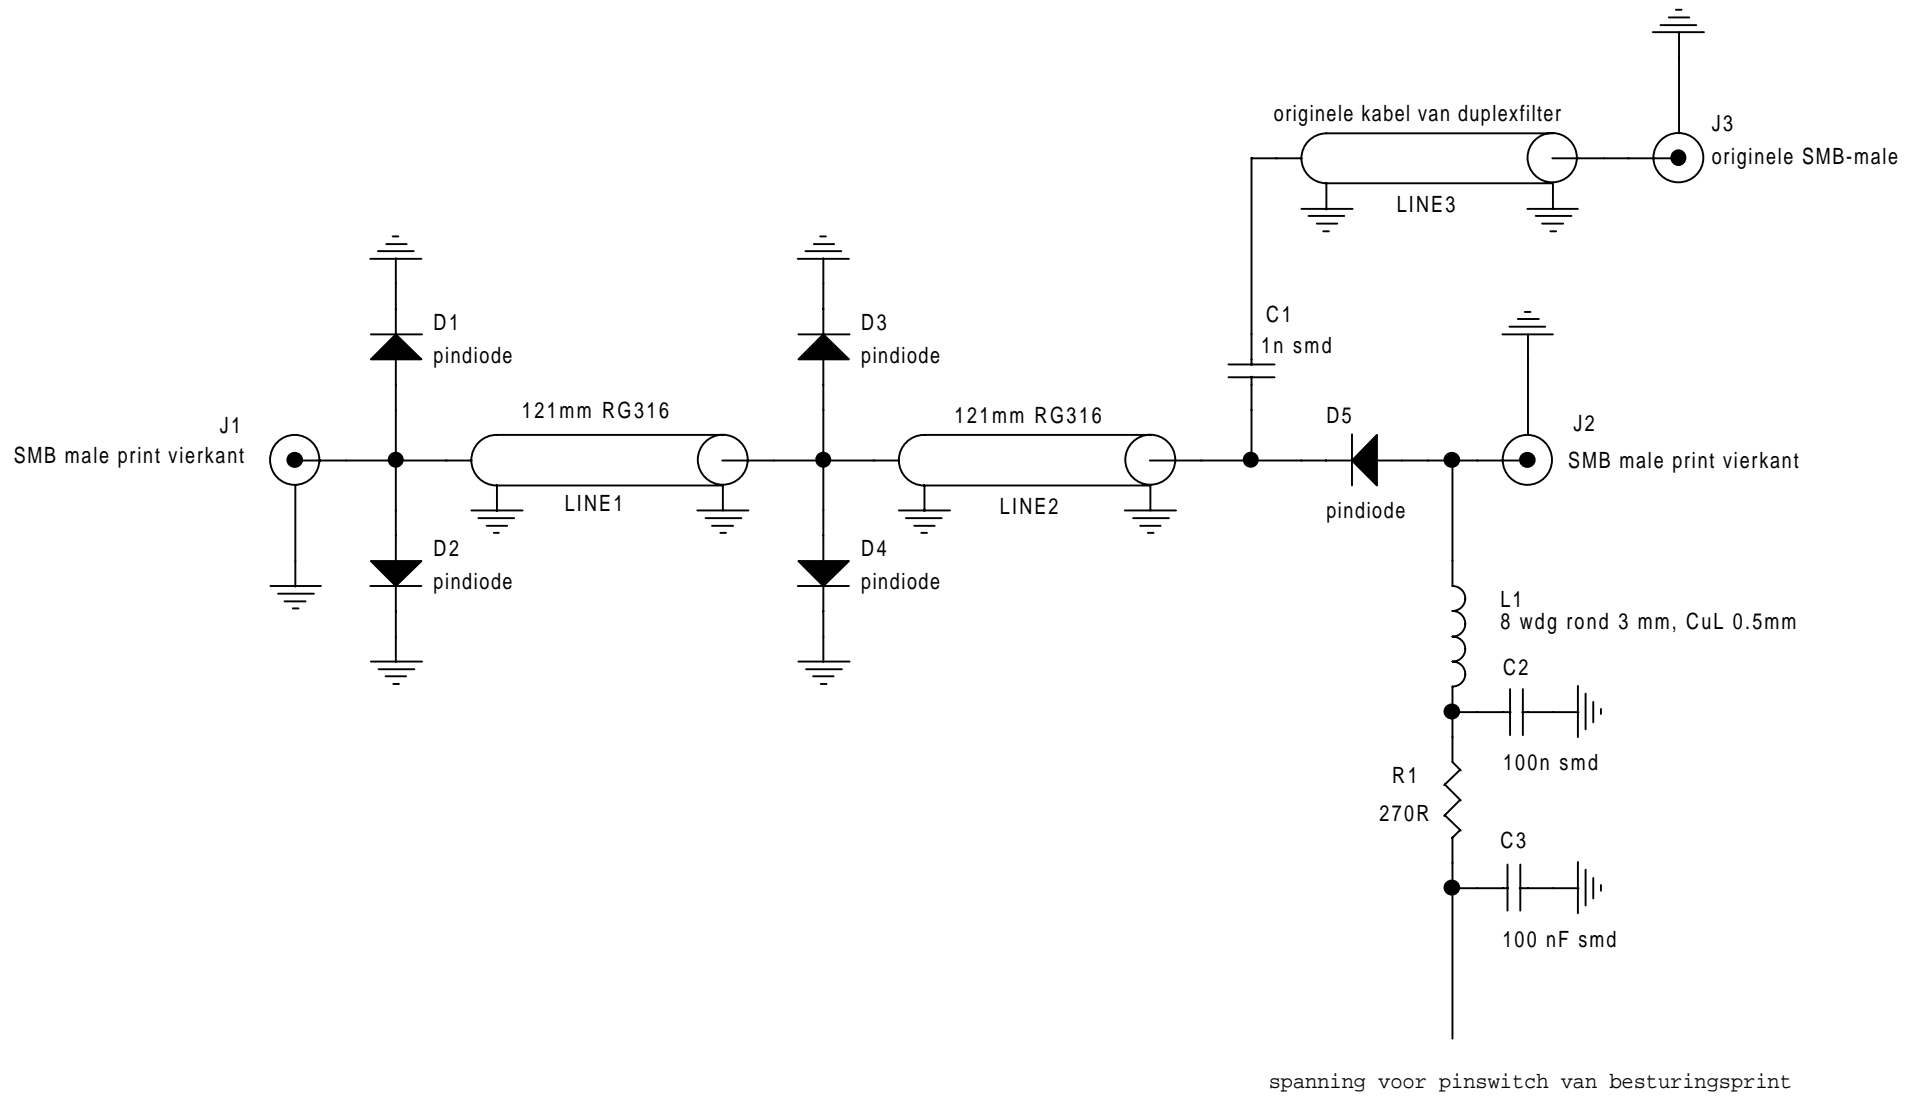 originele kabel van duplexfilter
J3
originele SMB-male
LINE3
D1
pindiode
D3
pindiode
C1
1n smd
J1
SMB male print vierkant
121mm RG316
LINE1
121mm RG316
LINE2
D5
pindiode
J2
SMB male print vierkant
D2
pindiode
D4
pindiode
L1
8 wdg rond 3 mm, CuL 0.5mm
C2
100n smd
R1
270R
C3
100 nF smd
spanning voor pinswitch van besturingsprint